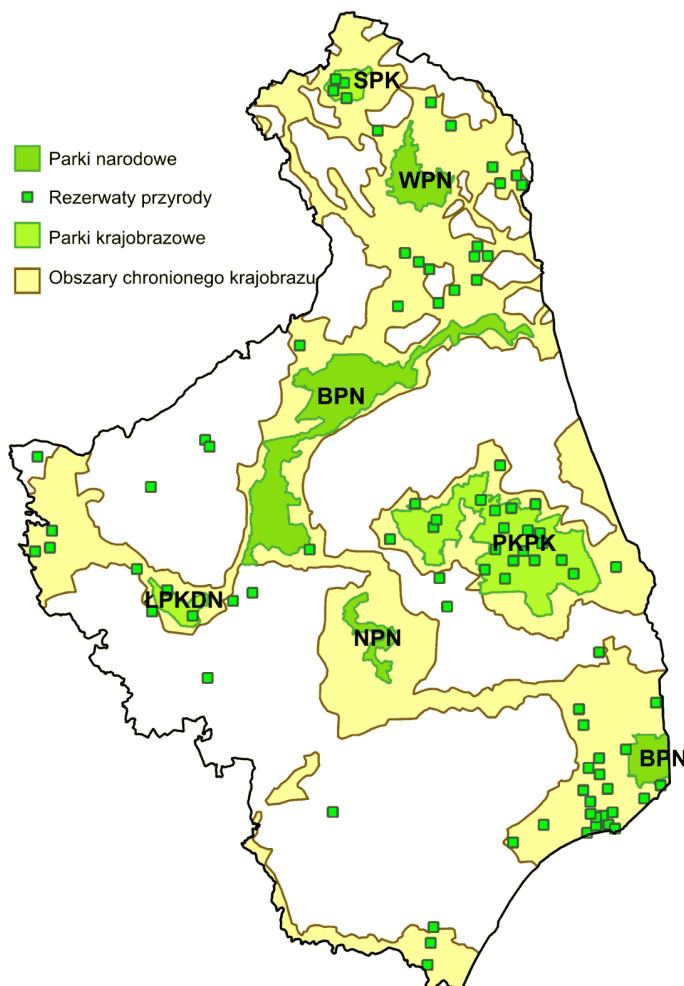 SPK
Parki narodowe
WPN
Rezerwaty przyrody
Parki krajobrazowe
Obszary chronionego krajobrazu
BPN
PKPK
ŁPKDN
NPN
BPN